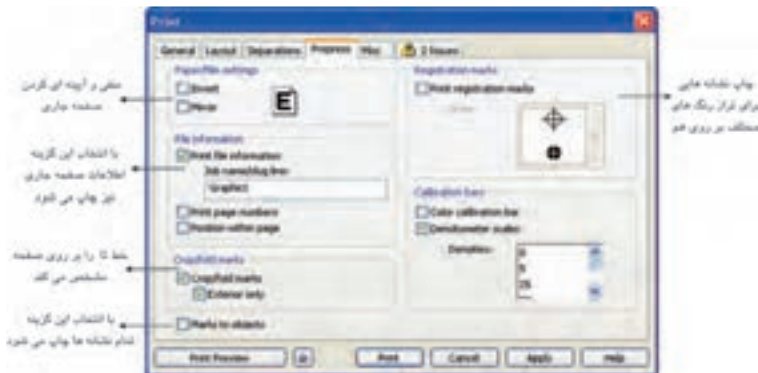 Print
General Layout Separations Prepress Misc 2 Issues
Paper/film settings
Invert
Mirror
E
File information
Print file information
Job name/slug line:
Graphic1
Print page numbers
Position within page
Crop/fold marks
Crop/fold marks
Exterior only
Marks to objects
Registration marks
Print registration marks
Calibration bars
Color calibration bar
Densitometer scales
Densities:
0
5
25
Print Preview
Print
Cancel
Apply
Help
منفی و آیینه ای کردن
صفحه جاری
با انتخاب این گزینه
اطلاعات صفحه جاری
نیز چاپ می شود
خط تا را بر روی صفحه
مشخص می کند
با انتخاب این گزینه
تمام نشانه ها چاپ می شود
چاپ نشانه هایی
برای تراز رنگ های
مختلف بر روی هم